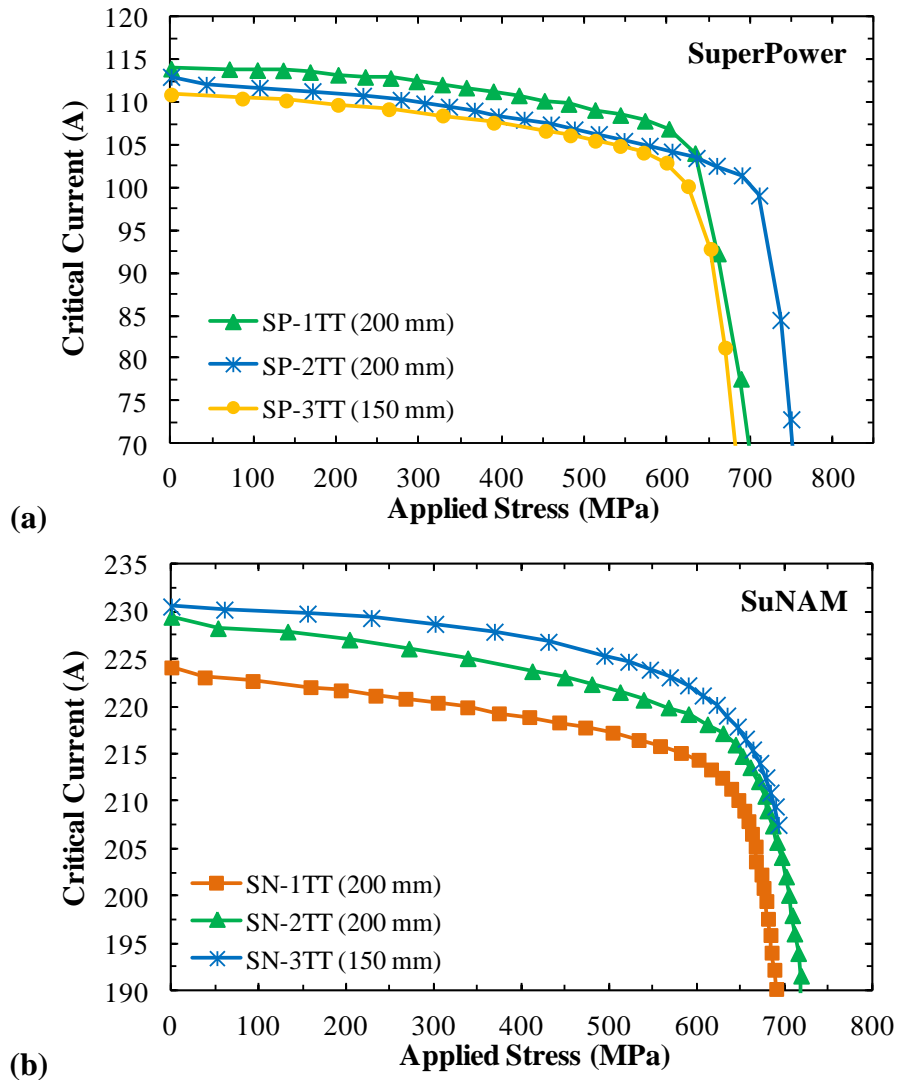 SuperPower
Critical Current (A)
115
110
105
100
95
90
85
80
75
70
SP-1TT (200 mm)
SP-2TT (200 mm)
SP-3TT (150 mm)
0 100 200 300 400 500 600 700 800
Applied Stress (MPa)
(a)
SuNAM
Critical Current (A)
235
230
225
220
215
210
205
200
195
190
SN-1TT (200 mm)
SN-2TT (200 mm)
SN-3TT (150 mm)
0 100 200 300 400 500 600 700 800
Applied Stress (MPa)
(b)